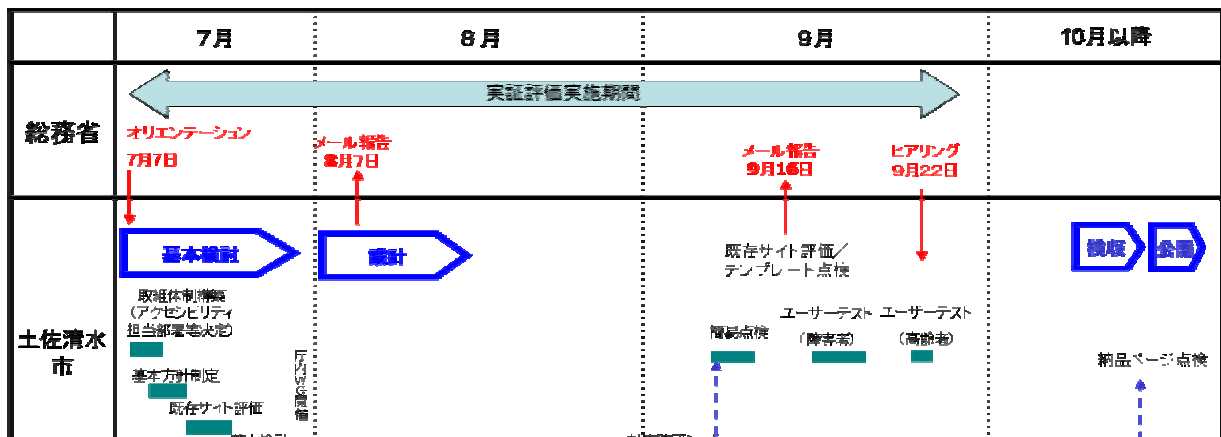 7月
8月
9月
10月以降
総務省
実証評価実施期間
オリエンテーション
7月7日
メール報告
8月7日
メール報告
9月16日
ヒアリング
9月22日
土佐清水
市
基本検討
設計
検収
公開
取組体制構築
(アクセシビリティ
担当部署等決定)
基本方針制定
既存サイト評価
庁内WG開催
既存サイト評価/
テンプレート点検
簡易点検
ユーザーテスト
(障害者)
ユーザーテスト
(高齢者)
納品ページ点検